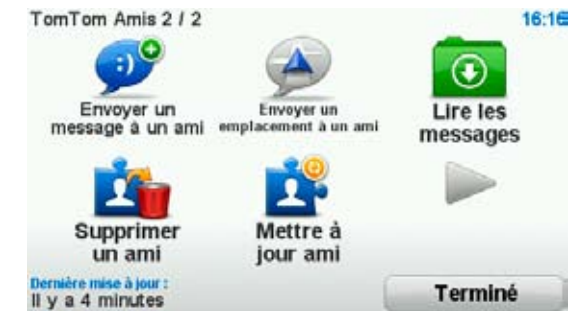 TomTom Amis 2 / 2
16:16
Envoyer un
message à un ami
Envoyer un
emplacement à un ami
Lire les
messages
Supprimer
un ami
Mettre à
jour ami
Dernière mise à jour :
Il y a 4 minutes
Terminé